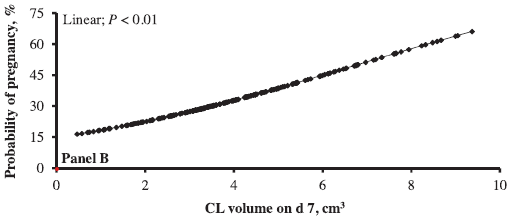 Probability of pregnancy, %
75
60
45
30
15
0
Linear; P < 0.01
Panel B
0 2 4 6 8 10
CL volume on d 7, cm³